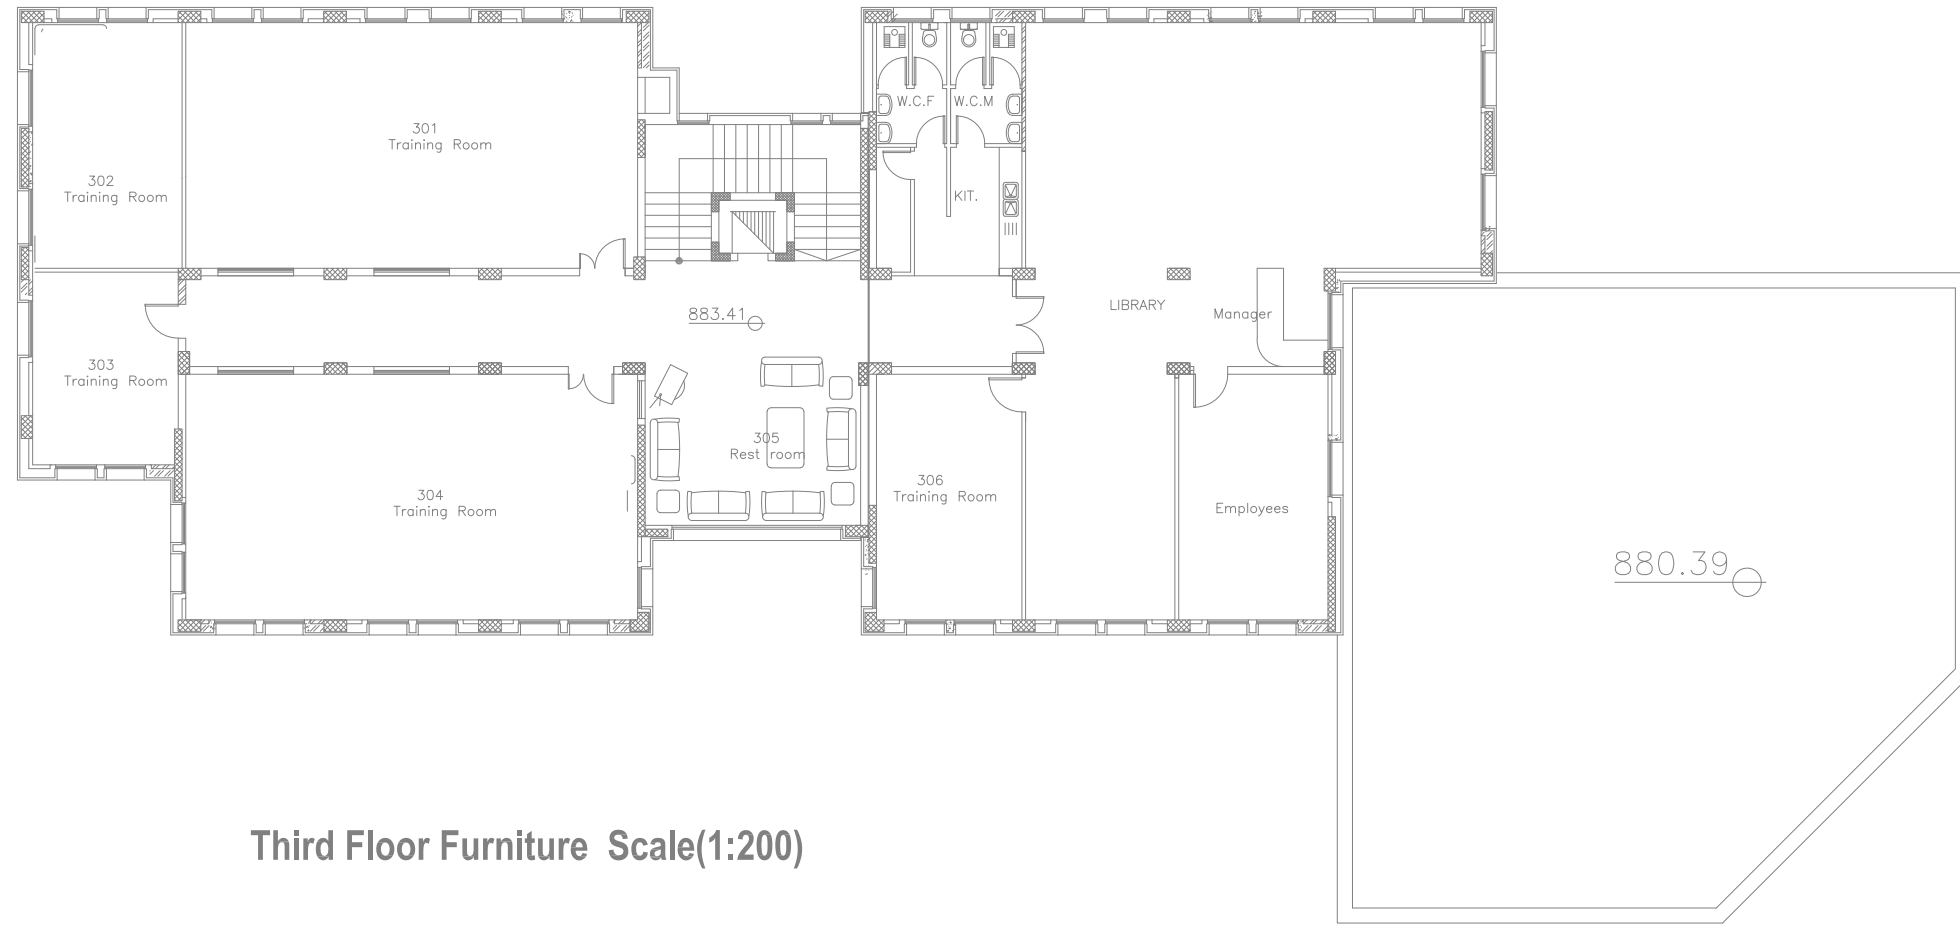 W.C.F
W.C.M
301
Training Room
302
Training Room
KIT.
LIBRARY
Manager
883.41
303
Training Room
305
Rest room
306
Training Room
304
Training Room
Employees
880.39
Third Floor Furniture Scale(1:200)